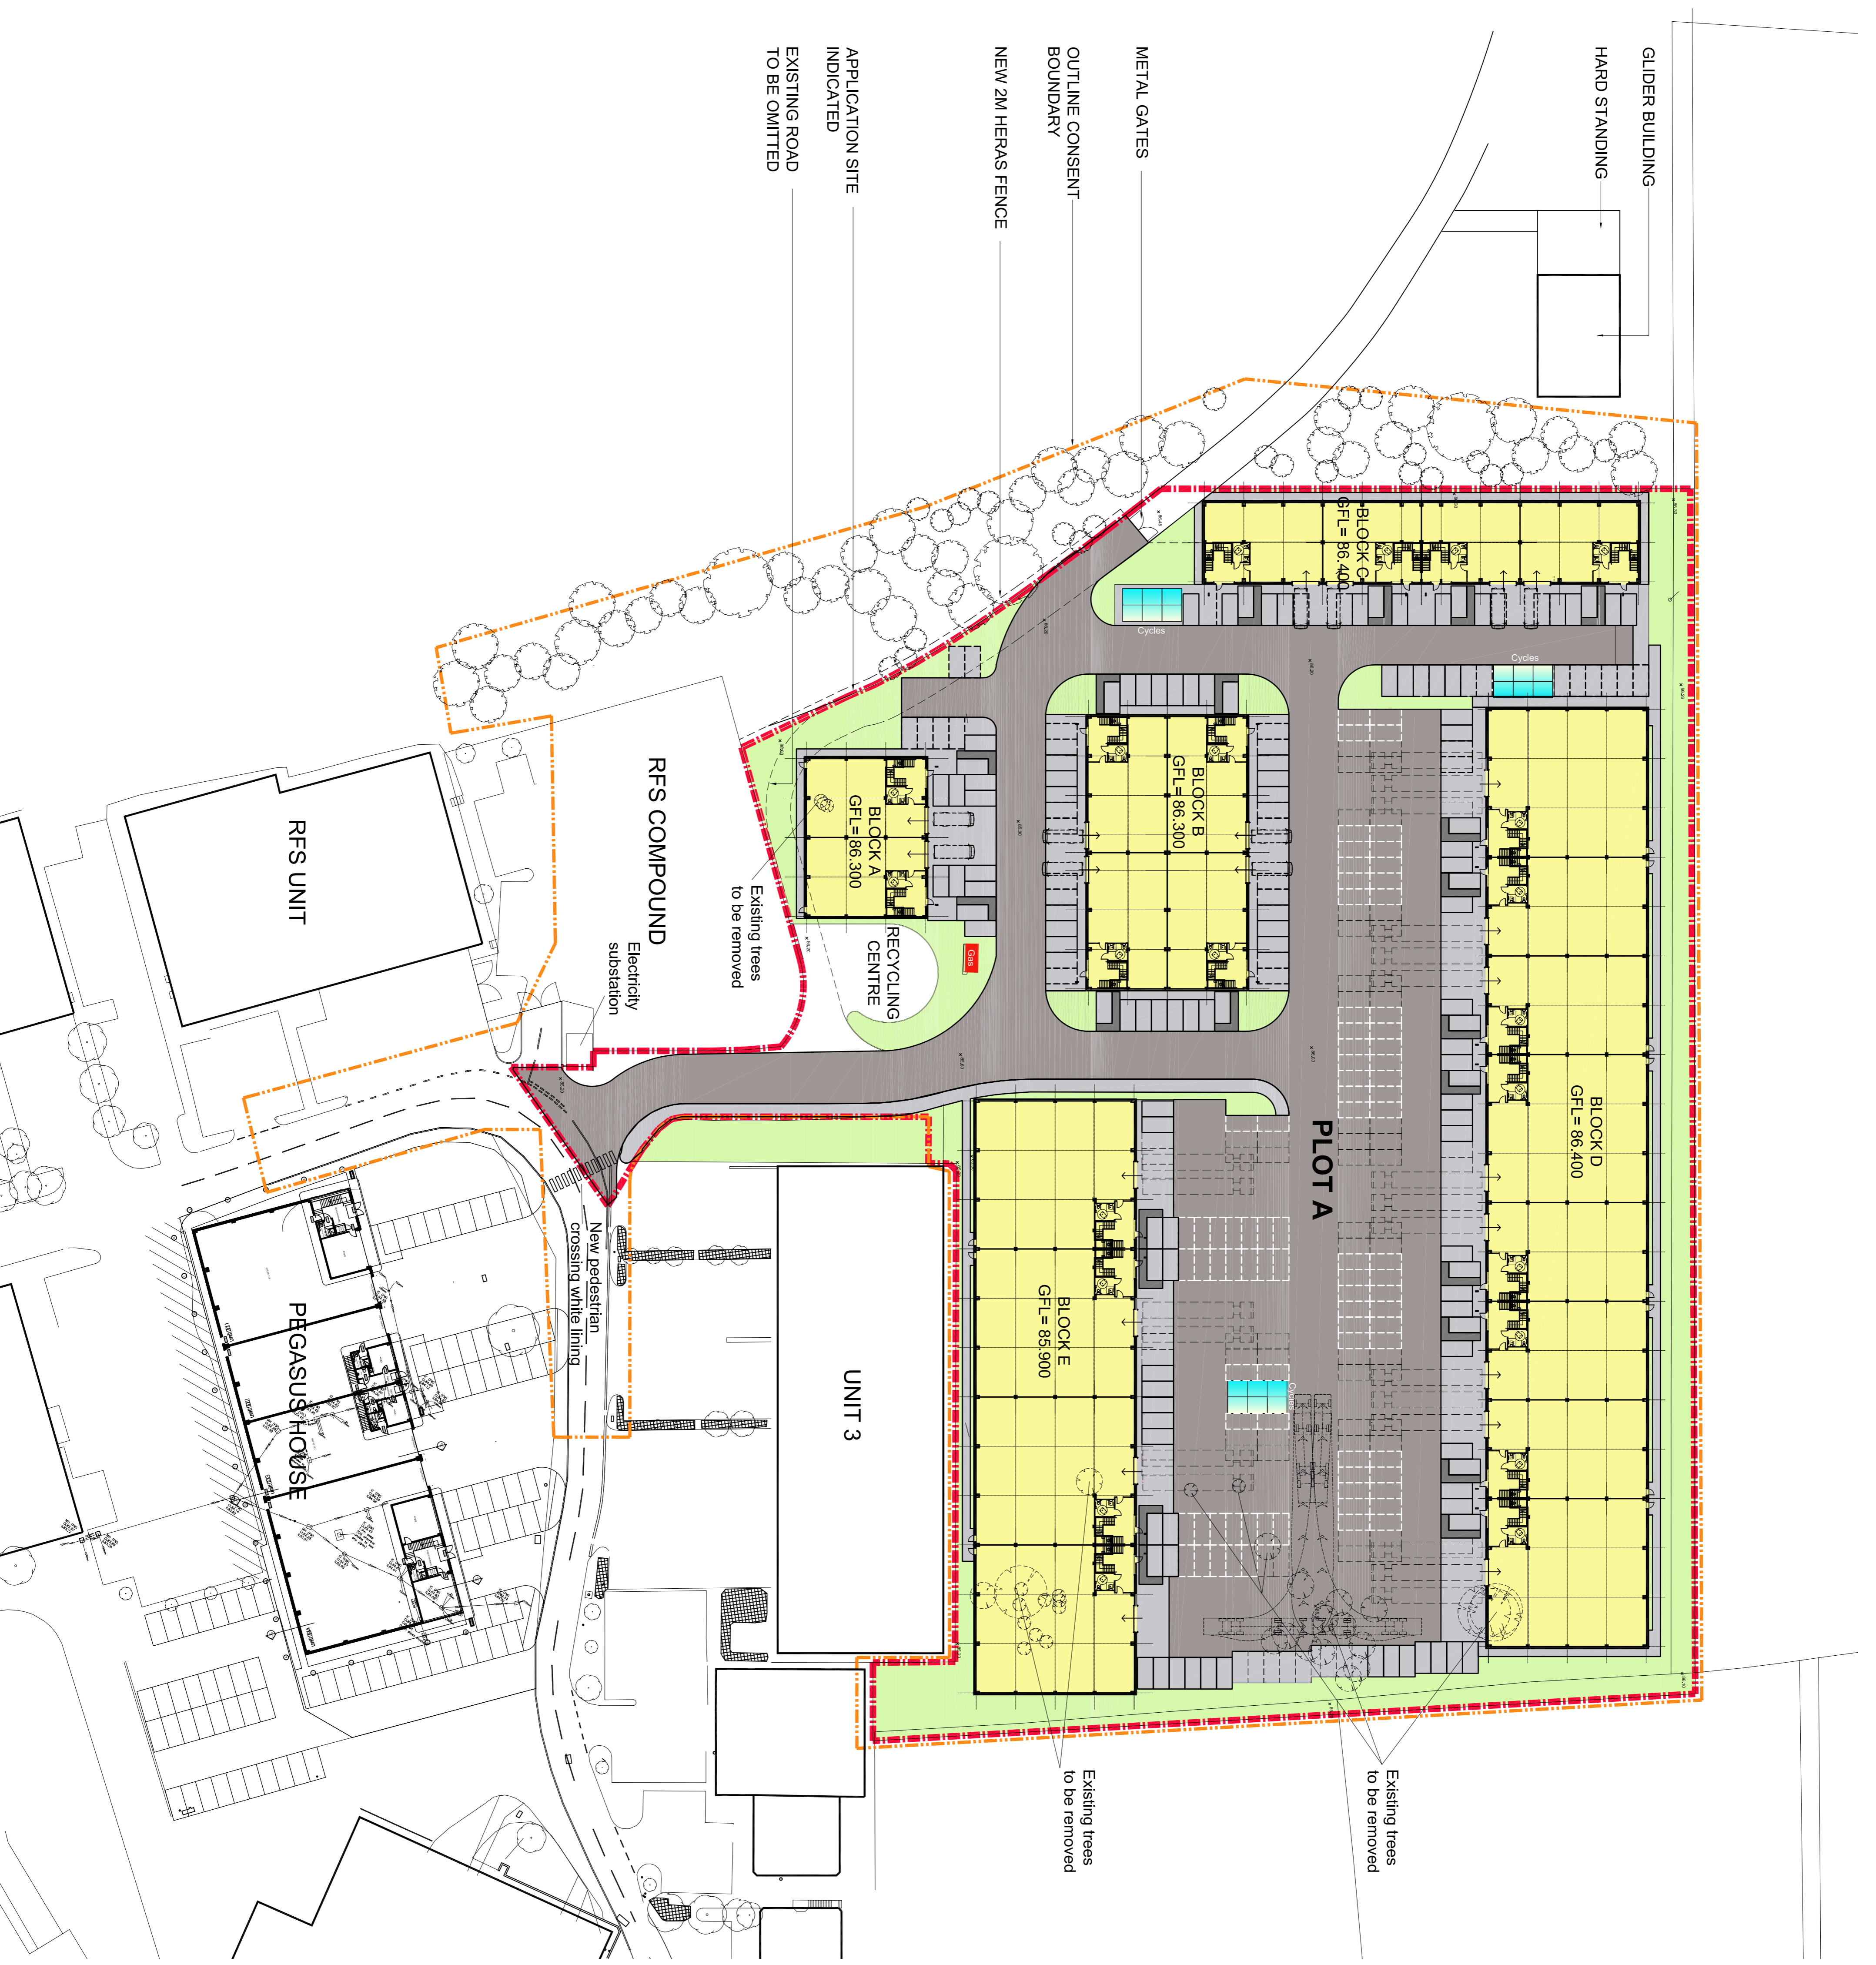 GLIDER BUILDING
HARD STANDING
METAL GATES
OUTLINE CONSENT
BOUNDARY
NEW 2M HERAS FENCE
APPLICATION SITE
INDICATED
EXISTING ROAD
TO BE OMITTED
BLOCK C
GFL= 86.400
Cycles
Cycles
BLOCK B
GFL= 86.300
BLOCK A
GFL= 86.300
Existing trees
to be removed
RECYCLING
CENTRE
Gas
RFS COMPOUND
RFS UNIT
Electricity
substation
BLOCK D
GFL= 86.400
PLOT A
BLOCK E
GFL= 85.900
Cycles
UNIT 3
New pedestrian
crossing white lining
PEGASUS HOUSE
Existing trees
to be removed
Existing trees
to be removed